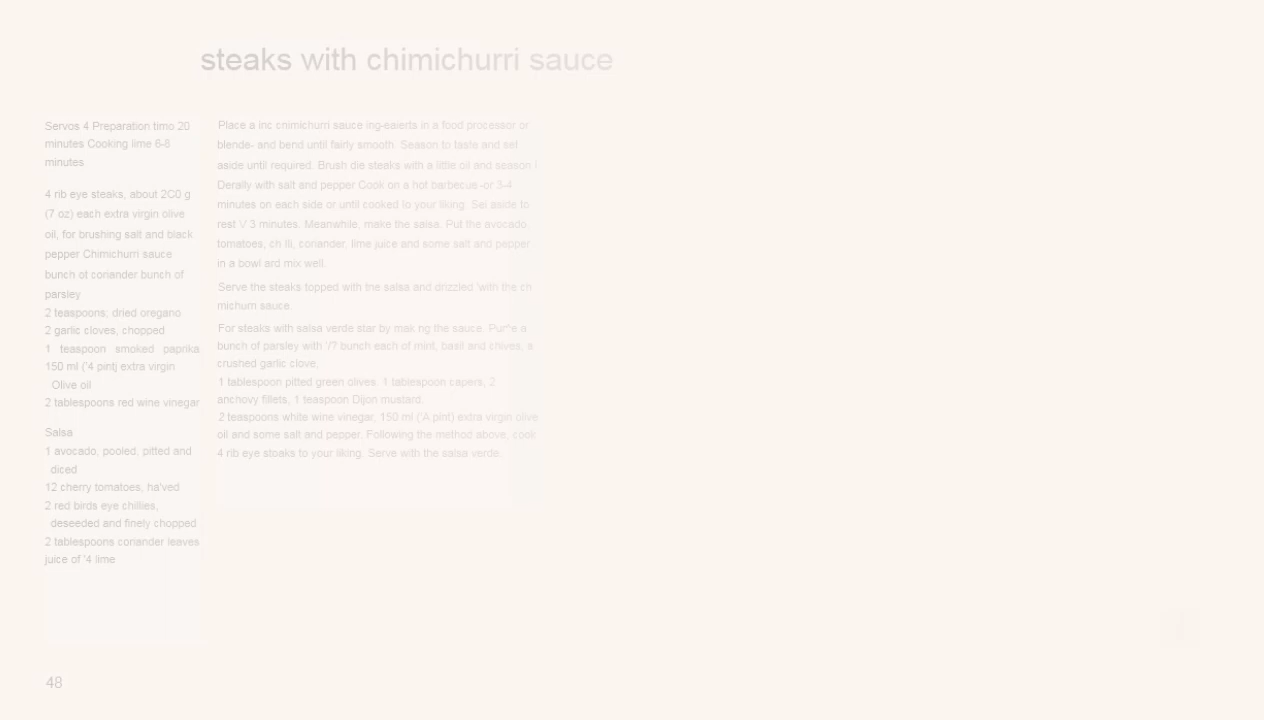 steaks with chimichurri sauce
Servos 4 Preparation timo 20
minutes Cooking lime 6-8
minutes
4 rib eye steaks, about 2C0 g
(7 oz) each extra virgin olive
oil, for brushing salt and black
pepper Chimichurri sauce
bunch ot coriander bunch of
parsley
2 teaspoons; dried oregano
2 garlic cloves, chopped
1 teaspoon smoked paprika
150 ml ('4 pint) extra virgin
Olive oil
2 tablespoons red wine vinegar
Salsa
1 avocado, pooled, pitted and
diced
12 cherry tomatoes, ha'ved
2 red birds eye chillies,
deseeded and finely chopped
2 tablespoons coriander leaves
juice of '4 lime
Place a inc cnimichurri sauce ing-eaierts in a food processor or
blende- and bend until fairly smooth. Season to taste and set
aside until required. Brush die steaks with a little oil and season !
Derally with salt and pepper Cook on a hot barbecua-or 3-4
minutes on each side or until cooked lo your liking. Sei aside to
rest \/ 3 minutes. Meanwhile, make the salsa. Put the avocado.
tomatoes, ch lli, coriander. lime juice and some salt and pepper
in a bowl ard mix well.
Serve the steaks topped with tne salsa and drizzled 'with the ch
michurn sauce.
For steaks with salsa verde star by mak ng the sauce. Pur^e a
bunch of parsley with '/? bunch each of mint, basil and chives, a
crushed garlic clove.
1 tablespoon pitted green olives 1 tablespoon capers, 2
anchovy fillets, 1 teaspoon Dijon mustard.
2 teaspoons white wine vinegar, 150 ml ('A pint) extra virgin olive
oil and some salt and pepper. Following the method above, cook
4 rib eye stoaks to your liking. Serve with the salsa verde.
48